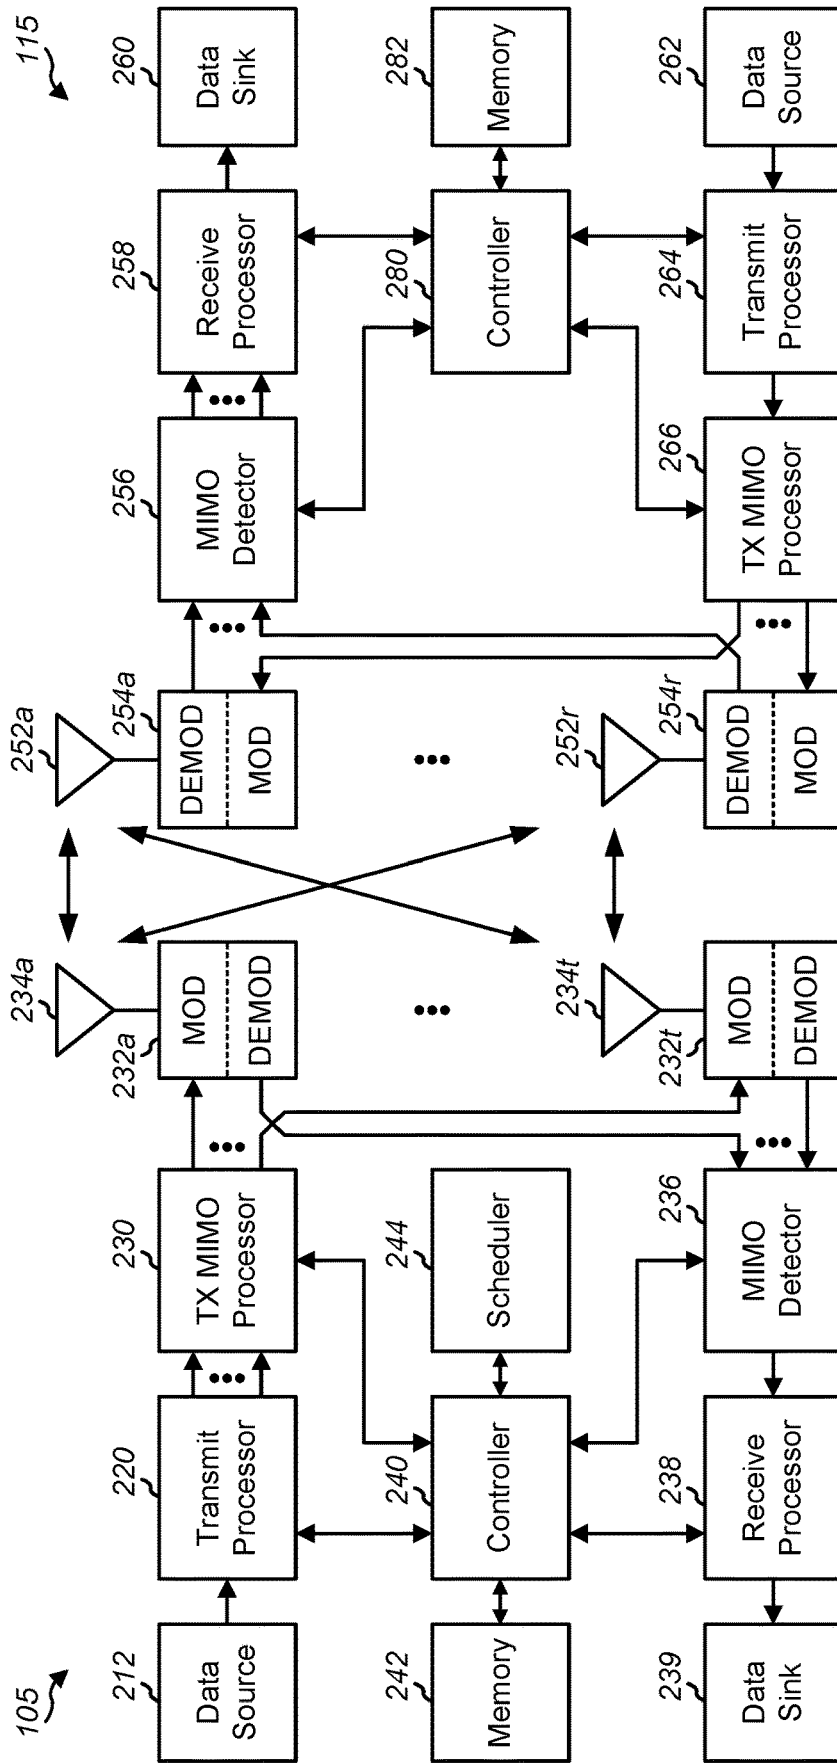 105
212
Data
Source
220
Transmit
Processor
230
TX MIMO
Processor
232a
MOD
DEMOD
234a
252a
254a
DEMOD
MOD
256
MIMO
Detector
258
Receive
Processor
260
Data
Sink
115
242
Memory
240
Controller
244
Scheduler
280
Controller
282
Memory
239
Data
Sink
238
Receive
Processor
236
MIMO
Detector
232t
MOD
DEMOD
234t
252r
254r
DEMOD
MOD
266
TX MIMO
Processor
264
Transmit
Processor
262
Data
Source